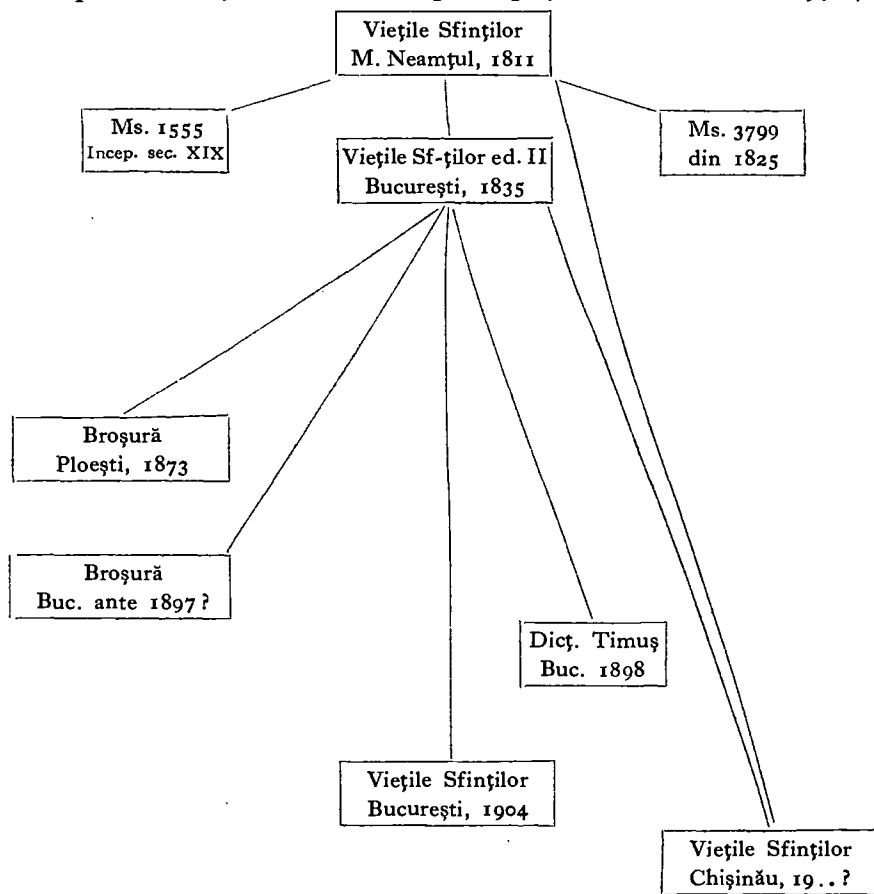 Vieţile Sfinţilor
M. Neamţul, 1811
Ms. 1555
Incep. sec. XIX
Vieţile Sf-ţilor ed. II
Bucureşti, 1835
Ms. 3799
din 1825
Broşură
Ploeşti, 1873
Broşură
Buc. ante 1897?
Dicţ. Timuş
Buc. 1898
Vieţile Sfinţilor
Bucureşti, 1904
Vieţile Sfinţilor
Chişinău, 19..?